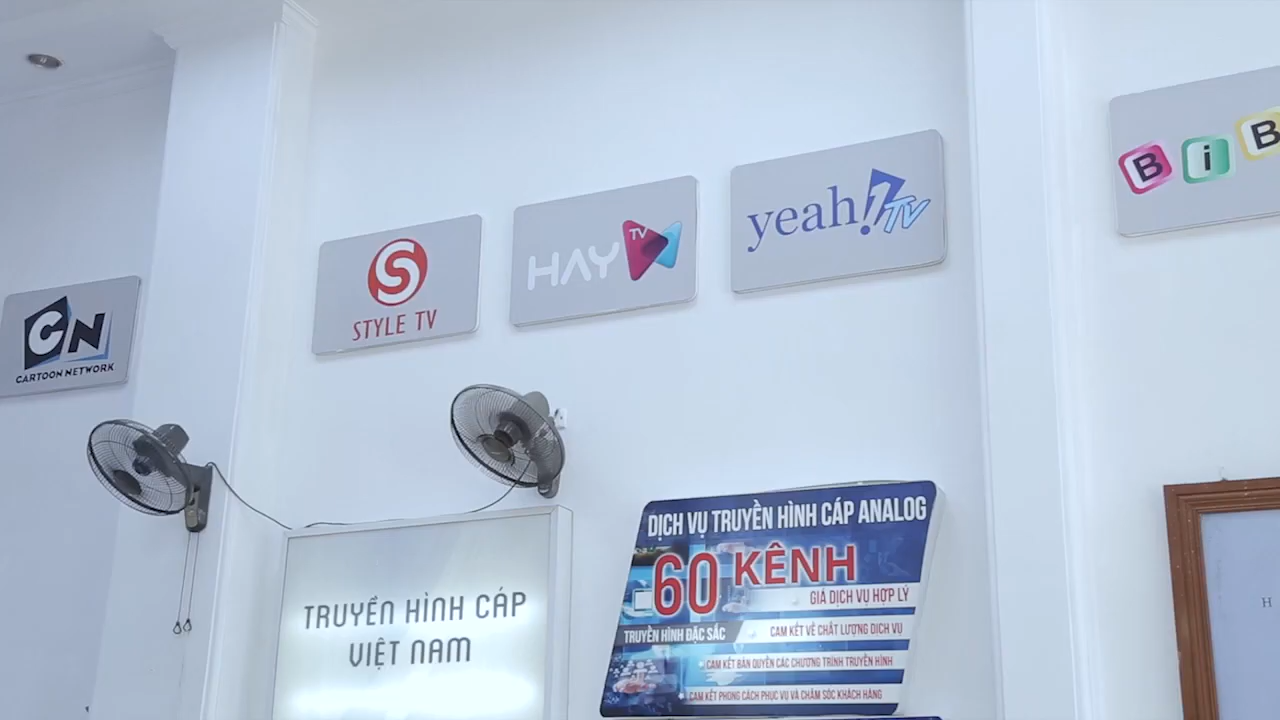 CN
CARTOON NETWORK
S
STYLE TV
HAY TV
yeah! TV
B i B
TRUYỀN HÌNH CÁP
VIỆT NAM
DỊCH VỤ TRUYỀN HÌNH CÁP ANALOG
60 KÊNH
GIÁ DỊCH VỤ HỢP LÝ
TRUYỀN HÌNH ĐẶC SẮC
CAM KẾT VỀ CHẤT LƯỢNG DỊCH VỤ
CAM KẾT BẢN QUYỀN CÁC CHƯƠNG TRÌNH TRUYỀN HÌNH
CAM KẾT PHONG CÁCH PHỤC VỤ VÀ CHĂM SÓC KHÁCH HÀNG
H